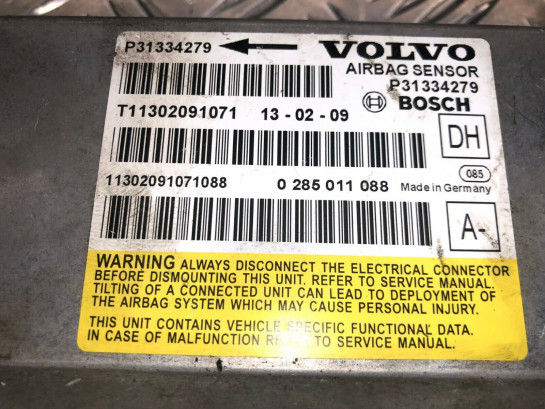 P31334279 VOLVO
AIRBAG SENSOR
P31334279
BOSCH
T11302091071 13-02-09
DH
085
11302091071088 0 285 011 088 Made in Germany
A-
WARNING ALWAYS DISCONNECT THE ELECTRICAL CONNECTOR
BEFORE DISMOUNTING THIS UNIT. REFER TO SERVICE MANUAL.
TILTING OF A CONNECTED UNIT CAN LEAD TO DEPLOYMENT OF
THE AIRBAG SYSTEM WHICH MAY CAUSE PERSONAL INJURY.
THIS UNIT CONTAINS VEHICLE SPECIFIC FUNCTIONAL DATA.
IN CASE OF MALFUNCTION TO SERVICE MANUAL.